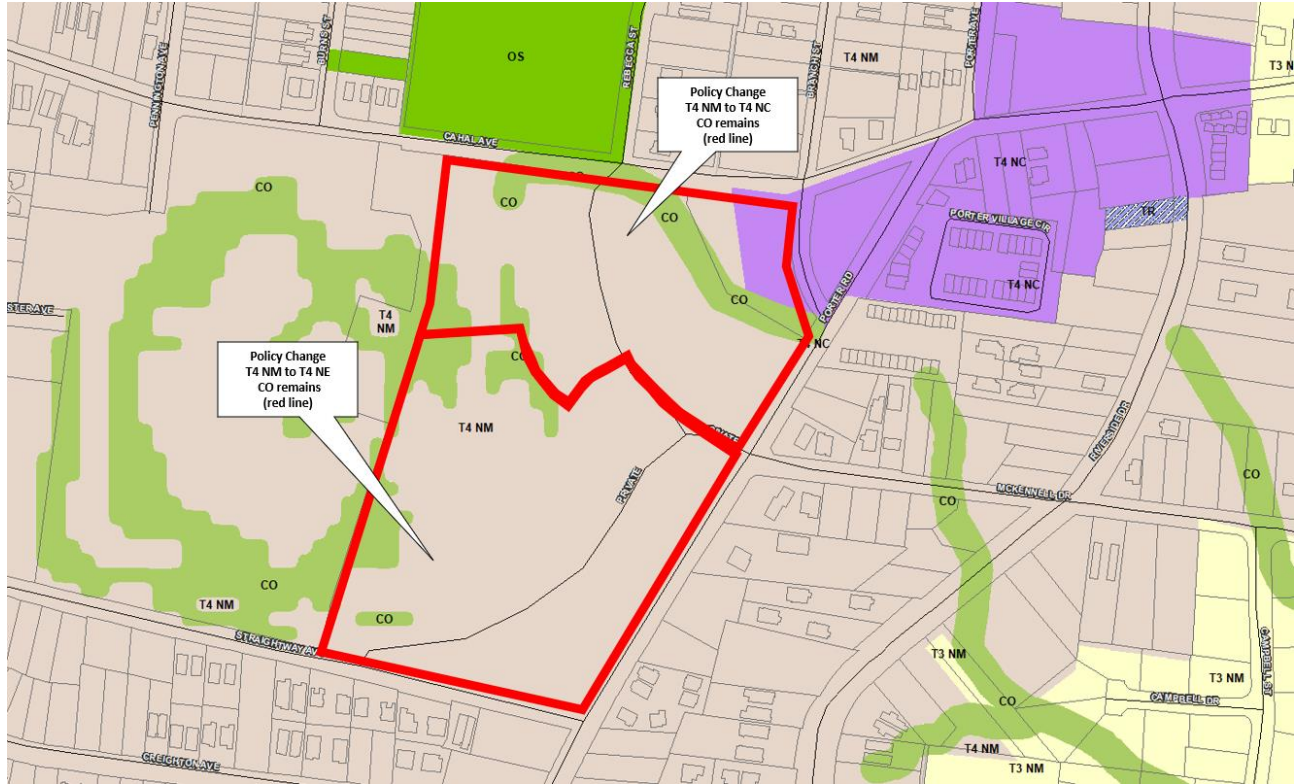 PENNINGTON AVE
BURNS ST
OS
REBECCA ST
BRANCH ST
T4 NM
PORTER AVE
T3 N
Policy Change
T4 NM to T4 NC
CO remains
(red line)
CAHAL AVE
CO
CO
CO
T4 NC
TR
PORTER VILLAGE CIR
CO
T4 NC
PORTER RD
STER AVE
T4
NM
T4 NC
Policy Change
T4 NM to T4 NE
CO remains
(red line)
CO
T4 NM
PRIVATE
RIVERSIDE DR
MCKENNELL DR
CO
CO
CO
T4 NM
CO
STRAIGHTWAY AV
T3 NM
CAMPBELL ST
T3 NM
CAMPBELL DR
CO
T4 NM
T3 NM
CREIGHTON AVE